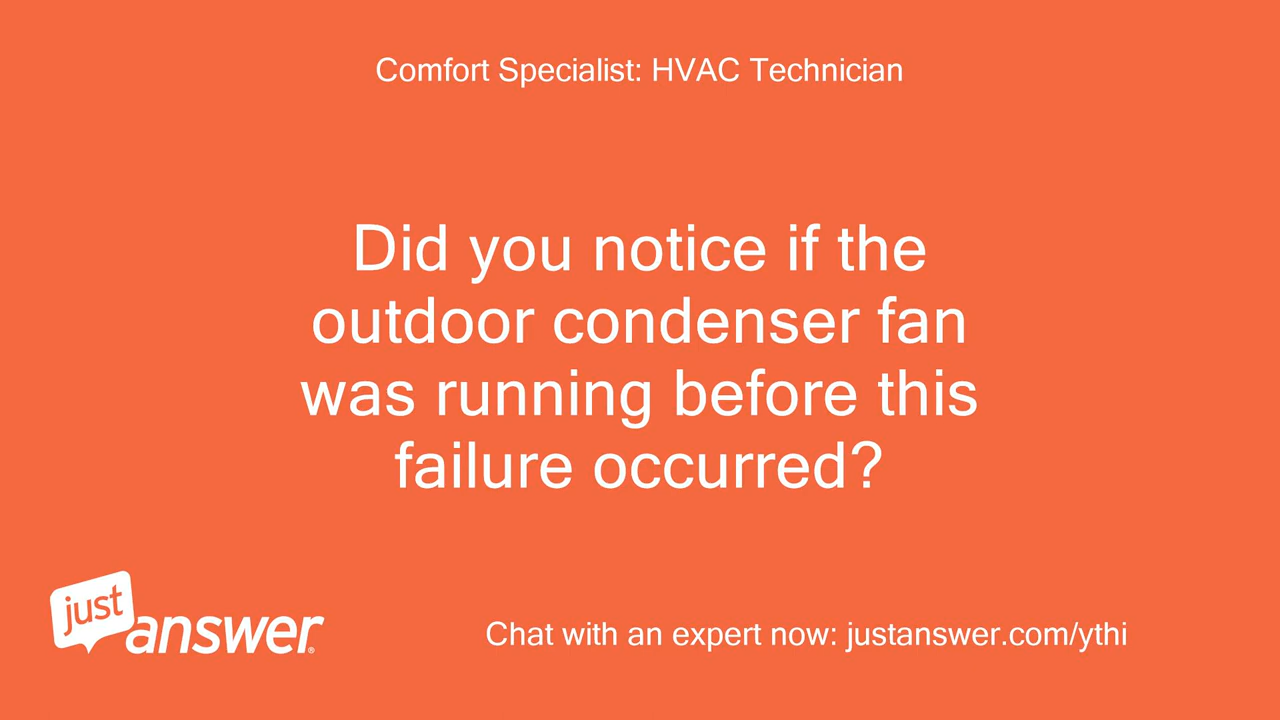 Comfort Specialist: HVAC Technician
Did you notice if the
outdoor condenser fan
was running before this
failure occurred?
just
answer®
Chat with an expert now: justanswer.com/ythi